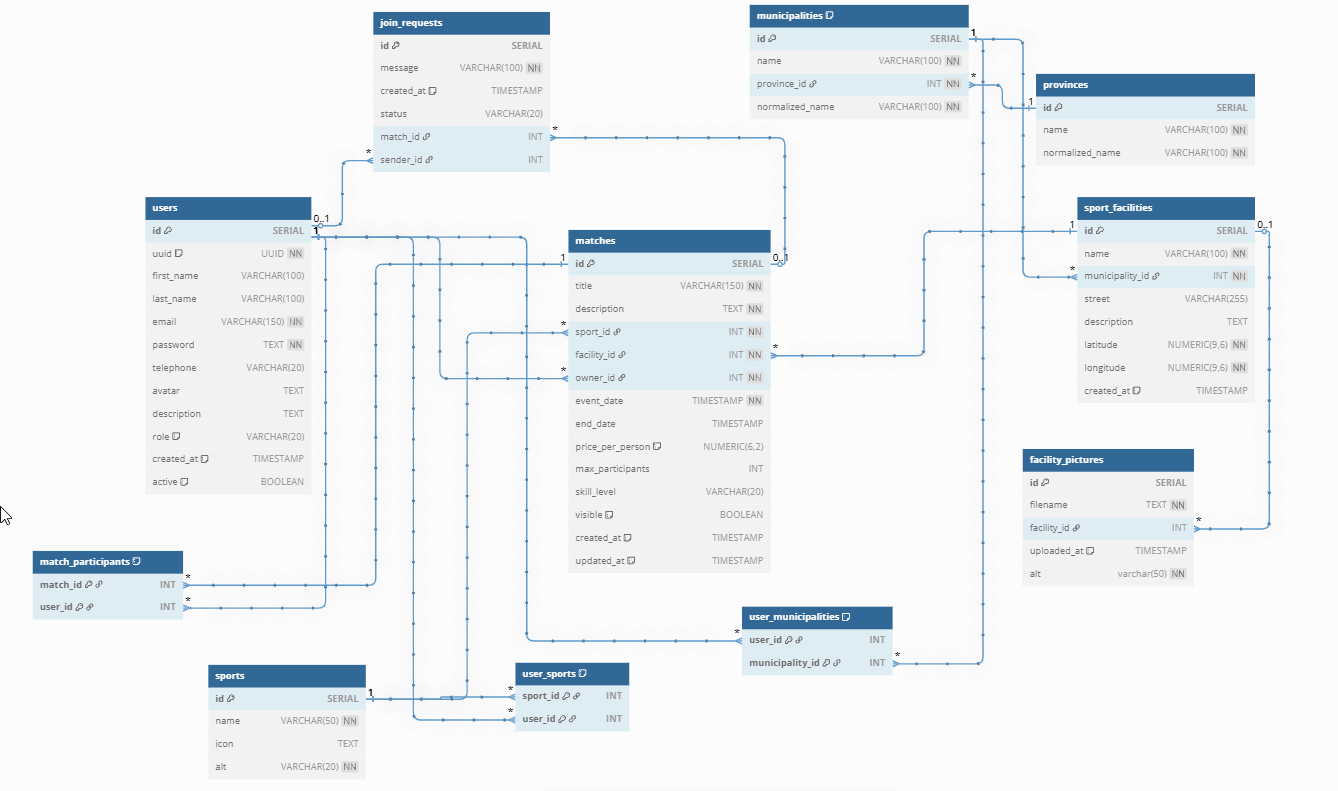 join_requests
id SERIAL
message VARCHAR(100) NN
created_at TIMESTAMP
status VARCHAR(20)
match_id INT *
* sender_id INT
municipalities
id SERIAL 1
name VARCHAR(100) NN
province_id INT NN *
normalized_name VARCHAR(100) NN
provinces
1 id SERIAL
name VARCHAR(100) NN
normalized_name VARCHAR(100) NN
users 0..1
id SERIAL 1
uuid UUID NN
first_name VARCHAR(100)
last_name VARCHAR(100)
email VARCHAR(150) NN
password TEXT NN
telephone VARCHAR(20)
avatar TEXT
description TEXT
role VARCHAR(20)
created_at TIMESTAMP
active BOOLEAN
matches
1 id SERIAL 0..1
title VARCHAR(150) NN
description TEXT NN
* sport_id INT NN
facility_id INT NN *
* owner_id INT NN
event_date TIMESTAMP NN
end_date TIMESTAMP
price_per_person NUMERIC(6,2)
max_participants INT
skill_level VARCHAR(20)
visible BOOLEAN
created_at TIMESTAMP
updated_at TIMESTAMP
sport_facilities
1 id SERIAL 0..1
name VARCHAR(100) NN
* municipality_id INT NN
street VARCHAR(255)
description TEXT
latitude NUMERIC(9,6) NN
longitude NUMERIC(9,6) NN
created_at TIMESTAMP
facility_pictures
id SERIAL
filename TEXT NN
facility_id INT *
uploaded_at TIMESTAMP
alt varchar(50) NN
match_participants
match_id INT *
user_id INT *
user_municipalities
* user_id INT
municipality_id INT *
sports
id SERIAL 1
name VARCHAR(50) NN
icon TEXT
alt VARCHAR(20) NN
user_sports
* sport_id INT
* user_id INT